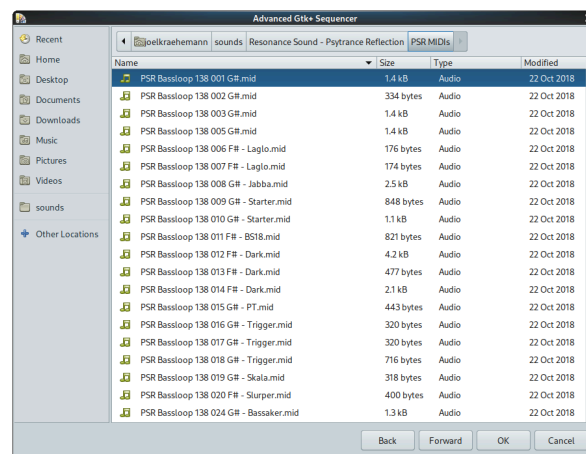 Advanced Gtk+ Sequencer
Recent
Home
Desktop
Documents
Downloads
Music
Pictures
Videos
sounds
Other Locations
joelkraehemann sounds Resonance Sound - Psytrance Reflection PSR MIDIs
Name Size Type Modified
PSR Bassloop 138 001 G#.mid 1.4 kB Audio 22 Oct 2018
PSR Bassloop 138 002 G#.mid 334 bytes Audio 22 Oct 2018
PSR Bassloop 138 003 G#.mid 1.4 kB Audio 22 Oct 2018
PSR Bassloop 138 005 G#.mid 1.4 kB Audio 22 Oct 2018
PSR Bassloop 138 006 F# - Laglo.mid 176 bytes Audio 22 Oct 2018
PSR Bassloop 138 007 F# - Laglo.mid 174 bytes Audio 22 Oct 2018
PSR Bassloop 138 008 G# - Jabba.mid 2.5 kB Audio 22 Oct 2018
PSR Bassloop 138 009 G# - Starter.mid 848 bytes Audio 22 Oct 2018
PSR Bassloop 138 010 G# - Starter.mid 1.1 kB Audio 22 Oct 2018
PSR Bassloop 138 011 F# - BS18.mid 821 bytes Audio 22 Oct 2018
PSR Bassloop 138 012 F# - Dark.mid 4.2 kB Audio 22 Oct 2018
PSR Bassloop 138 013 F# - Dark.mid 477 bytes Audio 22 Oct 2018
PSR Bassloop 138 014 F# - Dark.mid 2.1 kB Audio 22 Oct 2018
PSR Bassloop 138 015 G# - PT.mid 443 bytes Audio 22 Oct 2018
PSR Bassloop 138 016 G# - Trigger.mid 320 bytes Audio 22 Oct 2018
PSR Bassloop 138 017 G# - Trigger.mid 320 bytes Audio 22 Oct 2018
PSR Bassloop 138 018 G# - Trigger.mid 716 bytes Audio 22 Oct 2018
PSR Bassloop 138 019 G# - Skala.mid 318 bytes Audio 22 Oct 2018
PSR Bassloop 138 020 F# - Slurper.mid 400 bytes Audio 22 Oct 2018
PSR Bassloop 138 024 G# - Bassaker.mid 1.3 kB Audio 22 Oct 2018
Back Forward OK Cancel